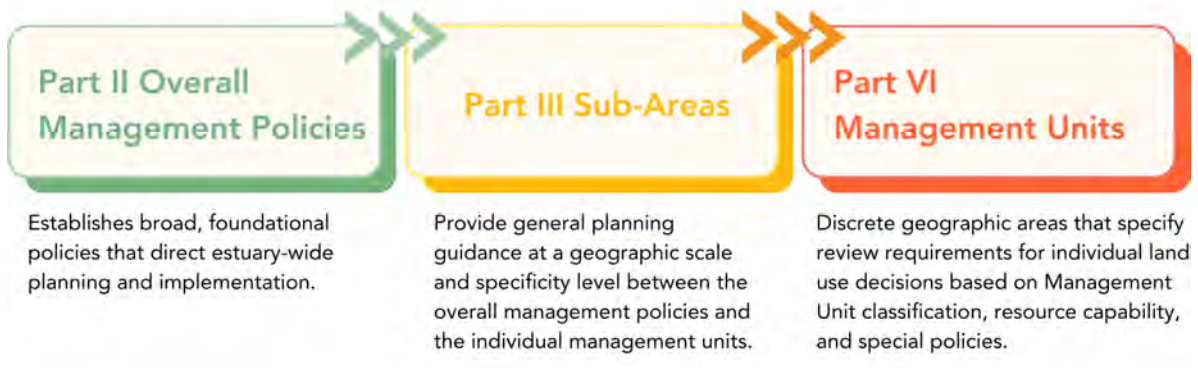 Part II Overall
Management Policies
Establishes broad, foundational
policies that direct estuary-wide
planning and implementation.
Part III Sub-Areas
Provide general planning
guidance at a geographic scale
and specificity level between the
overall management policies and
the individual management units.
Part VI
Management Units
Discrete geographic areas that specify
review requirements for individual land
use decisions based on Management
Unit classification, resource capability,
and special policies.